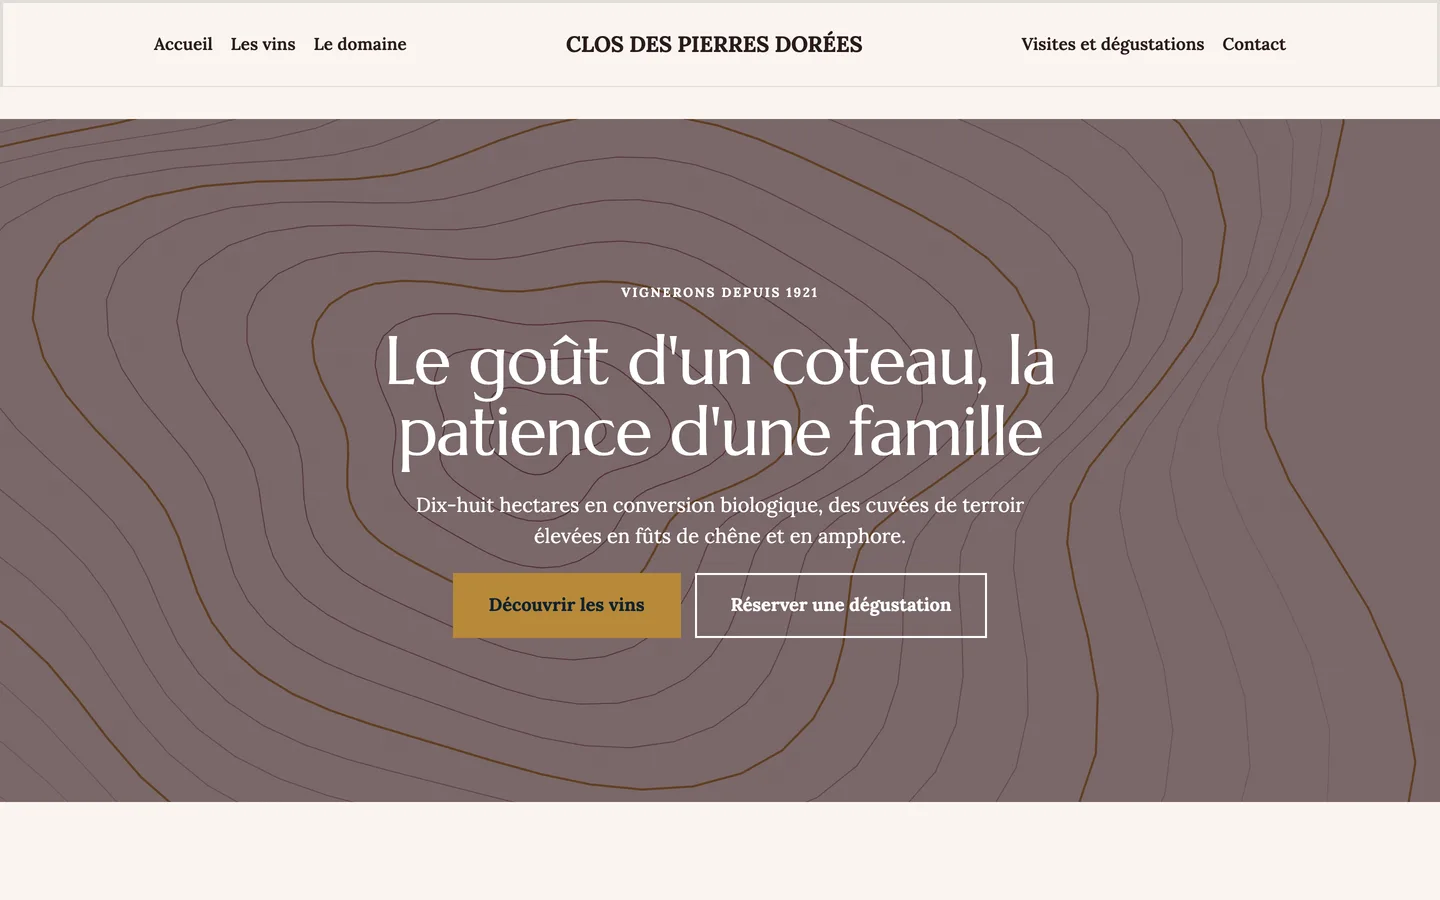 Accueil Les vins Le domaine CLOS DES PIERRES DORÉES Visites et dégustations Contact
VIGNERONS DEPUIS 1921
Le goût d'un coteau, la
patience d'une famille
Dix-huit hectares en conversion biologique, des cuvées de terroir
élevées en fûts de chêne et en amphore.
Découvrir les vins Réserver une dégustation